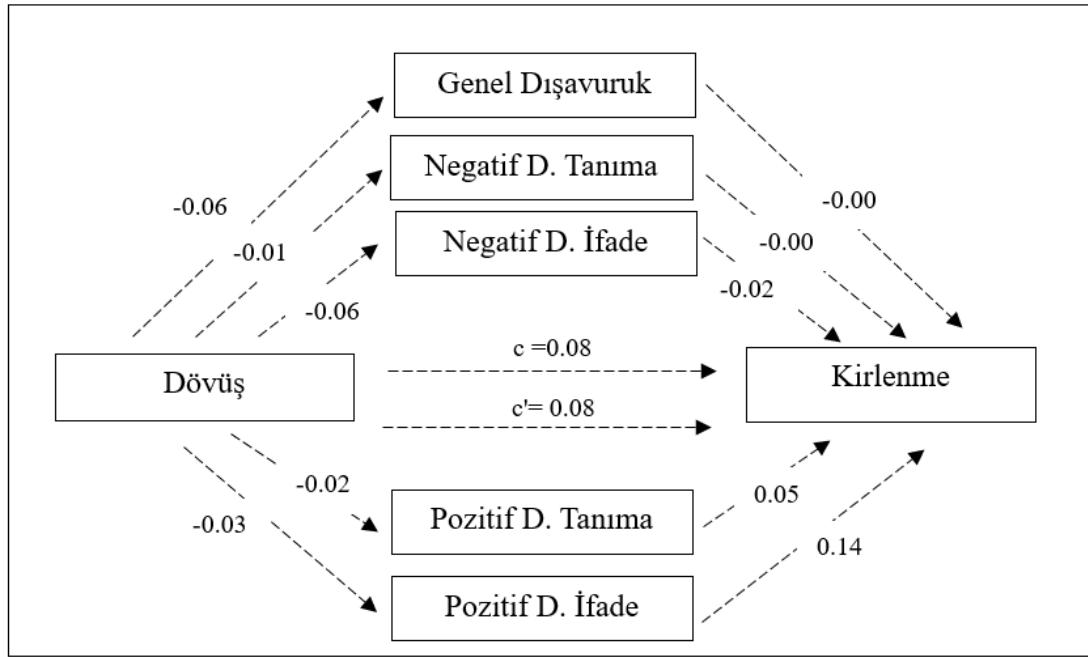 Genel Dışavuruk
Negatif D. Tanıma
-0.06
-0.00
-0.01
Negatif D. İfade
-0.00
-0.06
-0.02
c =0.08
Dövüş
Kirlenme
c'= 0.08
-0.02
0.05
-0.03
Pozitif D. Tanıma
0.14
Pozitif D. İfade